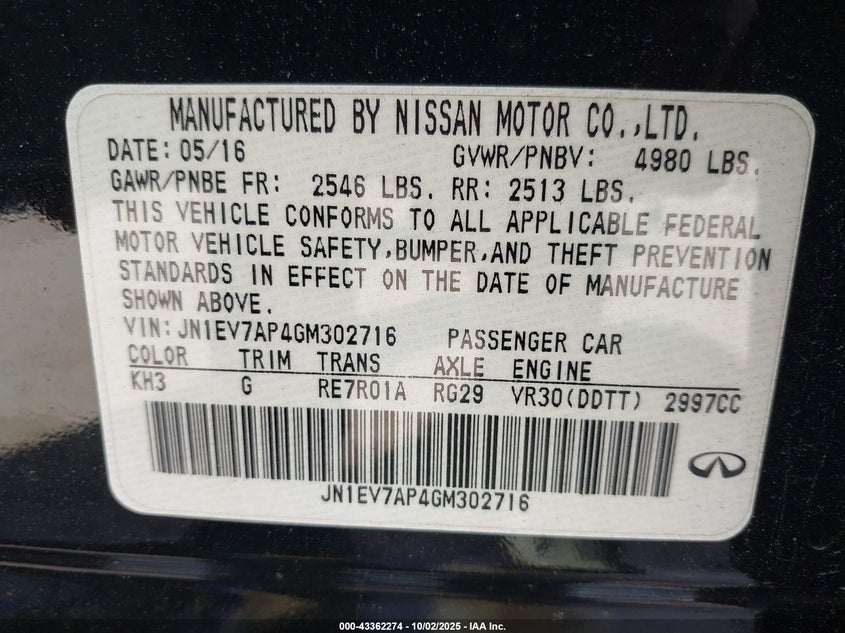 MANUFACTURED BY NISSAN MOTOR CO.,LTD.
DATE: 05/16 GVWR/PNBV: 4980 LBS.
GAWR/PNBE FR: 2546 LBS. RR: 2513 LBS.
THIS VEHICLE CONFORMS TO ALL APPLICABLE FEDERAL
MOTOR VEHICLE SAFETY,BUMPER,AND THEFT PREVENTION
STANDARDS IN EFFECT ON THE DATE OF MANUFACTURE
SHOWN ABOVE.
VIN: JN1EV7AP4GM302716 PASSENGER CAR
COLOR TRIM TRANS AXLE ENGINE
KH3 G RE7R01A RG29 VR30(DDTT) 2997CC
JN1EV7AP4GM302716
000-43362274 - 10/02/2025 - IAA Inc.